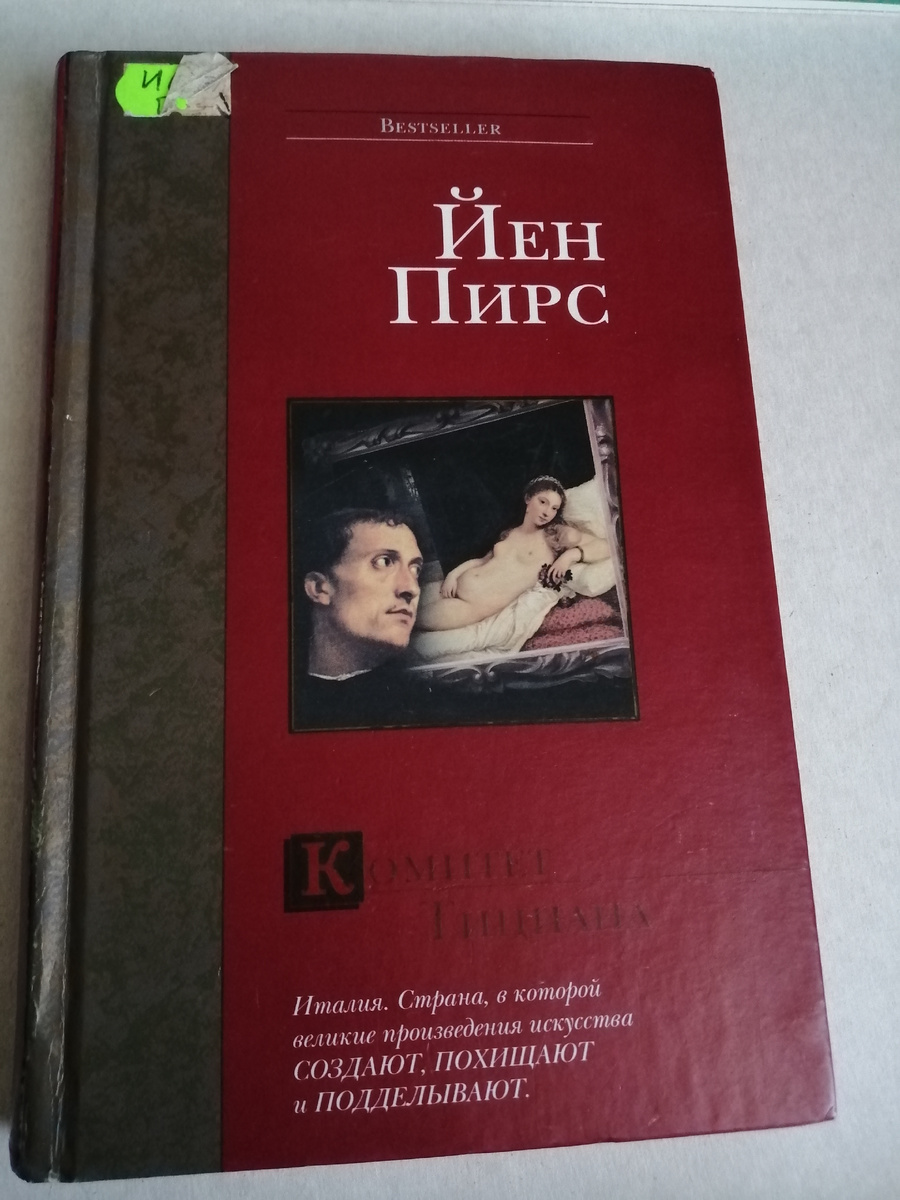 BESTSELLER
ЙЕН
ПИРС
КОМИТЕТ
ТИЦИАНА
Италия. Страна, в которой
великие произведения искусства
СОЗДАЮТ, ПОХИЩАЮТ
и ПОДДЕЛЫВАЮТ.